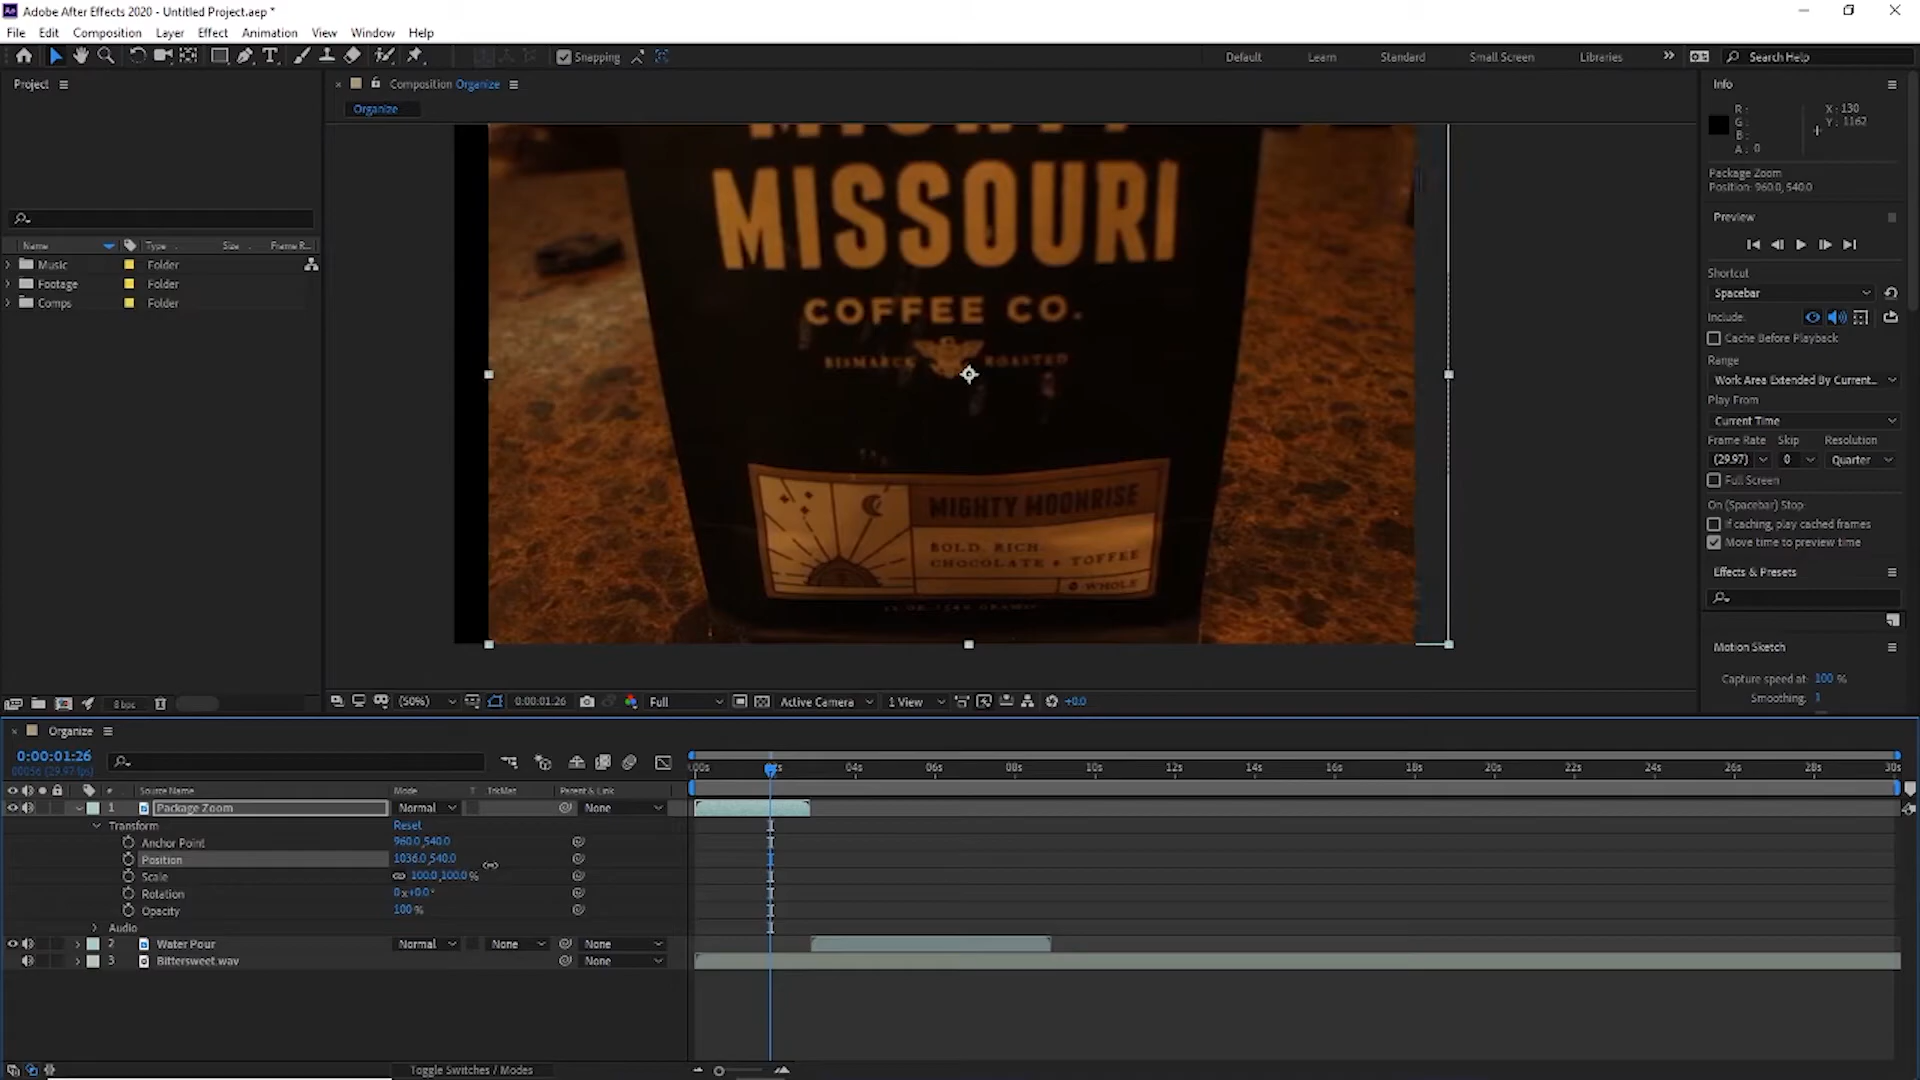 Adobe After Effects 2020 - Untitled Project.aep *
File Edit Composition Layer Effect Animation View Window Help
Snapping
Default Learn Standard Small Screen Libraries
Search Help
Project
Composition Organize
Organize
Name Type Size Frame R...
Music Folder
Footage Folder
Comps Folder
8 bpc
MISSOURI
COFFEE CO.
BISMARCK ROASTED
MIGHTY MOONRISE
BOLD. RICH.
CHOCOLATE + TOFFEE
WHOLE
(50%) 0:00:01:26 Full Active Camera 1 View +0.0
Info
R :
G :
B :
A : 0
X : 130
Y : 1162
Package Zoom
Position: 960.0, 540.0
Preview
Shortcut
Spacebar
Include:
Cache Before Playback
Range
Work Area Extended By Current...
Play From
Current Time
Frame Rate Skip Resolution
(29.97) 0 Quarter
Full Screen
On (Spacebar) Stop:
If caching, play cached frames
Move time to preview time
Effects & Presets
Motion Sketch
Capture speed at: 100 %
Smoothing: 1
Organize
0:00:01:26
00056 (29.97 fps)
:00s 04s 06s 08s 10s 12s 14s 16s 18s 20s 22s 24s 26s 28s 30s
# Source Name Mode T TrkMat Parent & Link
1 Package Zoom Normal None
Transform Reset
Anchor Point 960.0,540.0
Position 1036.0,540.0
Scale 100.0,100.0 %
Rotation 0x+0.0°
Opacity 100 %
Audio
2 Water Pour Normal None None
3 Bittersweet.wav None
Toggle Switches / Modes